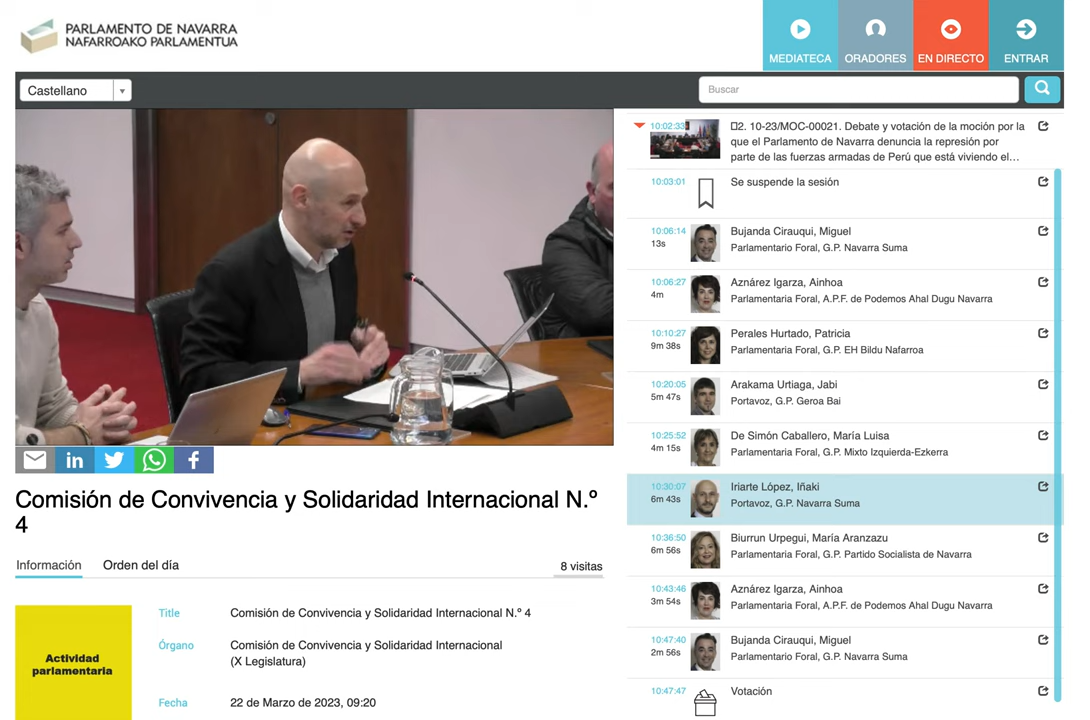 PARLAMENTO DE NAVARRA
NAFARROAKO PARLAMENTUA
MEDIATECA
ORADORES
EN DIRECTO
ENTRAR
Castellano
Buscar
10:02:33
2. 10-23/MOC-00021. Debate y votación de la moción por la
que el Parlamento de Navarra denuncia la represión por
parte de las fuerzas armadas de Perú que está viviendo el...
10:03:01
Se suspende la sesión
10:06:14
13s
Bujanda Cirauqui, Miguel
Parlamentario Foral, G.P. Navarra Suma
10:06:27
4m
Aznárez Igarza, Ainhoa
Parlamentaria Foral, A.P.F. de Podemos Ahal Dugu Navarra
10:10:27
9m 38s
Perales Hurtado, Patricia
Parlamentaria Foral, G.P. EH Bildu Nafarroa
10:20:05
5m 47s
Arakama Urtiaga, Jabi
Portavoz, G.P. Geroa Bai
10:25:52
4m 15s
De Simón Caballero, María Luisa
Parlamentaria Foral, G.P. Mixto Izquierda-Ezkerra
10:30:07
6m 43s
Iriarte López, Iñaki
Portavoz, G.P. Navarra Suma
10:36:50
6m 56s
Biurrun Urpegui, María Aranzazu
Parlamentaria Foral, G.P. Partido Socialista de Navarra
10:43:46
3m 54s
Aznárez Igarza, Ainhoa
Parlamentaria Foral, A.P.F. de Podemos Ahal Dugu Navarra
10:47:40
2m 56s
Bujanda Cirauqui, Miguel
Parlamentario Foral, G.P. Navarra Suma
10:47:47
Votación
in
f
Comisión de Convivencia y Solidaridad Internacional N.º
4
Información
Orden del día
8 visitas
Actividad
parlamentaria
Title
Comisión de Convivencia y Solidaridad Internacional N.º 4
Órgano
Comisión de Convivencia y Solidaridad Internacional
(X Legislatura)
Fecha
22 de Marzo de 2023, 09:20